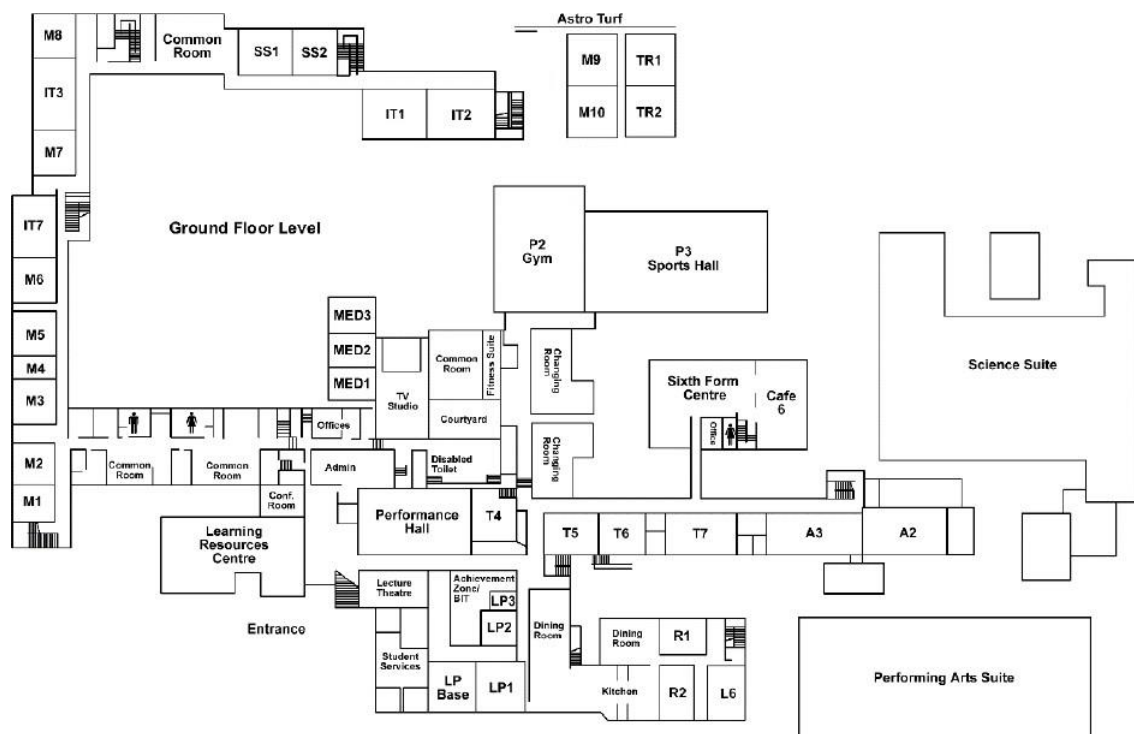 Astro Turf
M8
Common
Room
SS1
SS2
M9
TR1
IT3
IT1
IT2
M10
TR2
M7
IT7
Ground Floor Level
P2
Gym
P3
Sports Hall
M6
MED3
M5
MED2
Common
Room
Fitness Suite
Changing
Room
Science Suite
M4
MED1
Sixth Form
Centre
Cafe
6
M3
TV
Studio
Courtyard
Offices
Office
M2
Common
Room
Common
Room
Admin
Disabled
Toilet
Changing
Room
M1
Conf.
Room
Performance
Hall
T4
Learning
Resources
Centre
T5
T6
T7
A3
A2
Lecture
Theatre
Achievement
Zone/
BIT
LP3
Entrance
LP2
Dining
Room
Dining
Room
R1
Student
Services
LP
Base
LP1
Kitchen
R2
L6
Performing Arts Suite